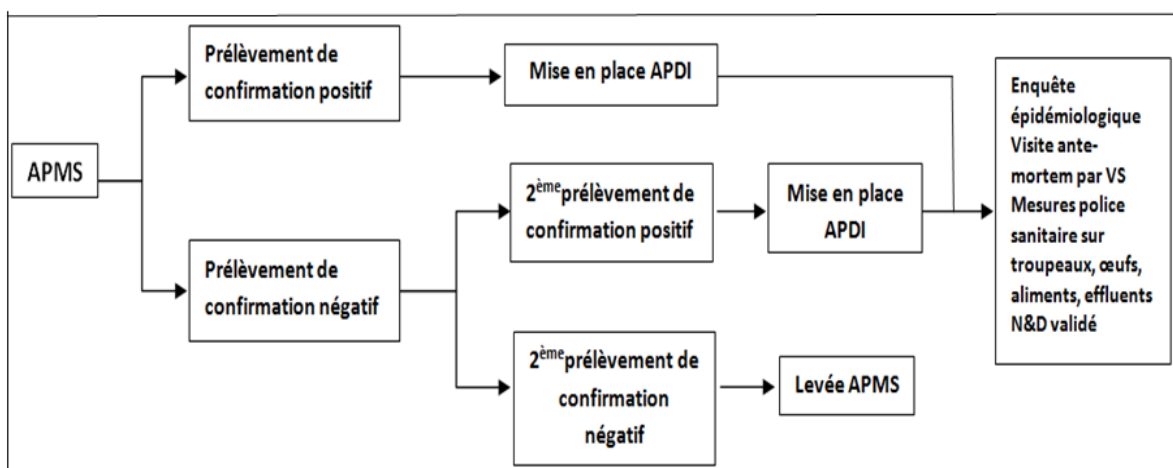 APMS
Prélèvement de
confirmation positif
Mise en place APDI
Prélèvement de
confirmation négatif
2ème prélèvement de
confirmation positif
Mise en place
APDI
2ème prélèvement de
confirmation
négatif
Levée APMS
Enquête
épidémiologique
Visite ante-
mortem par VS
Mesures police
sanitaire sur
troupeaux, œufs,
aliments, effluents
N&D validé